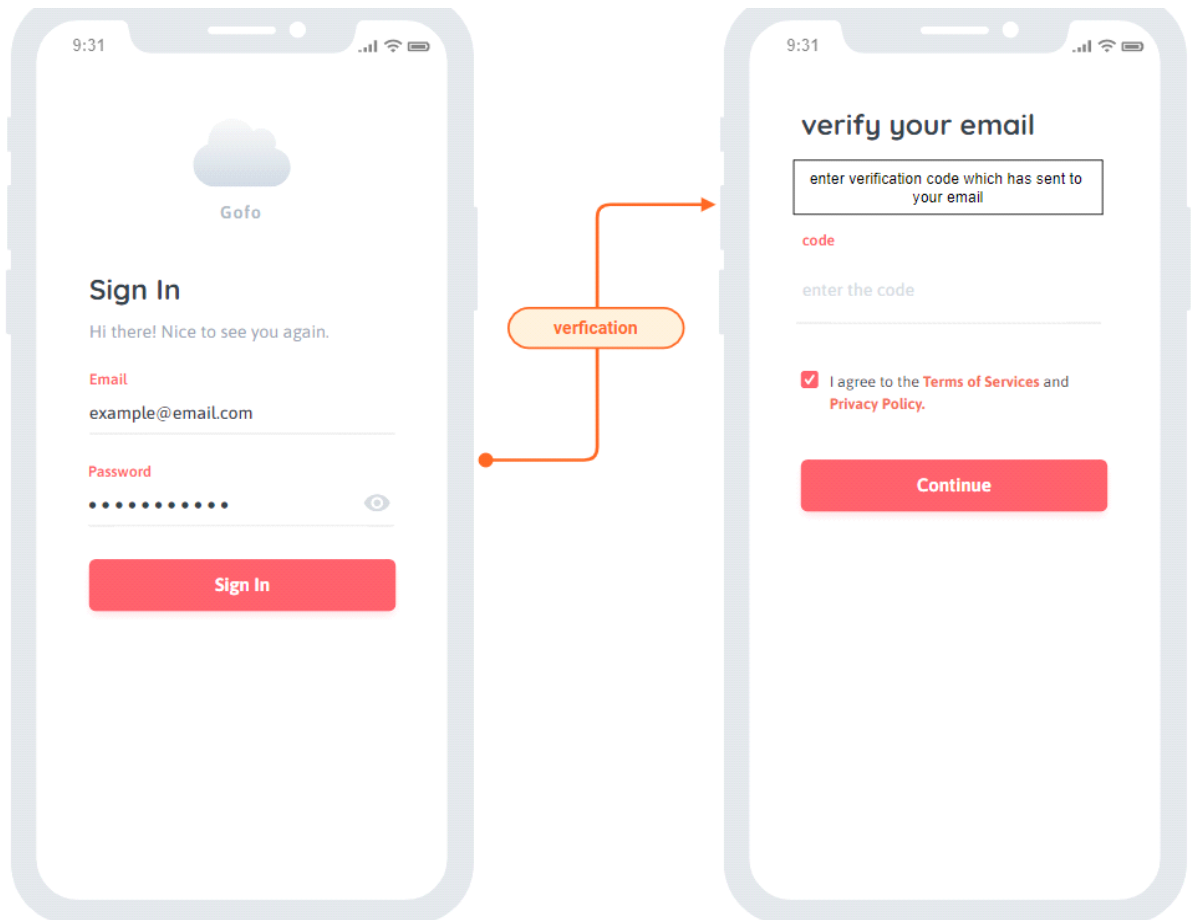 9:31
Gofo
Sign In
Hi there! Nice to see you again.
Email
example@email.com
Password
Sign In
verfication
9:31
verify your email
enter verification code which has sent to
your email
code
enter the code
I agree to the Terms of Services and
Privacy Policy.
Continue